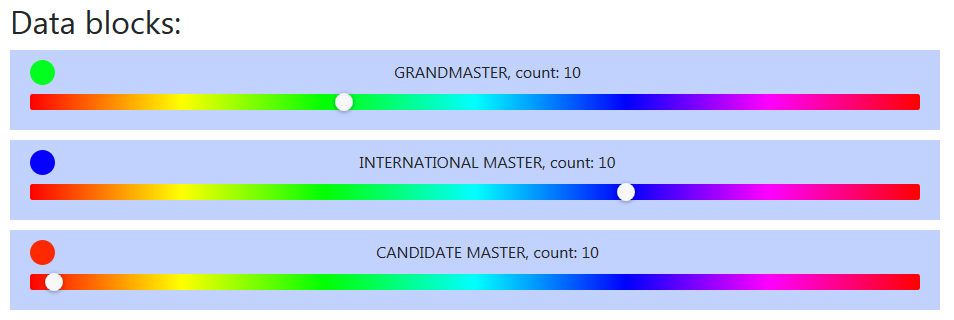 Data blocks:
GRANDMASTER, count: 10
INTERNATIONAL MASTER, count: 10
CANDIDATE MASTER, count: 10